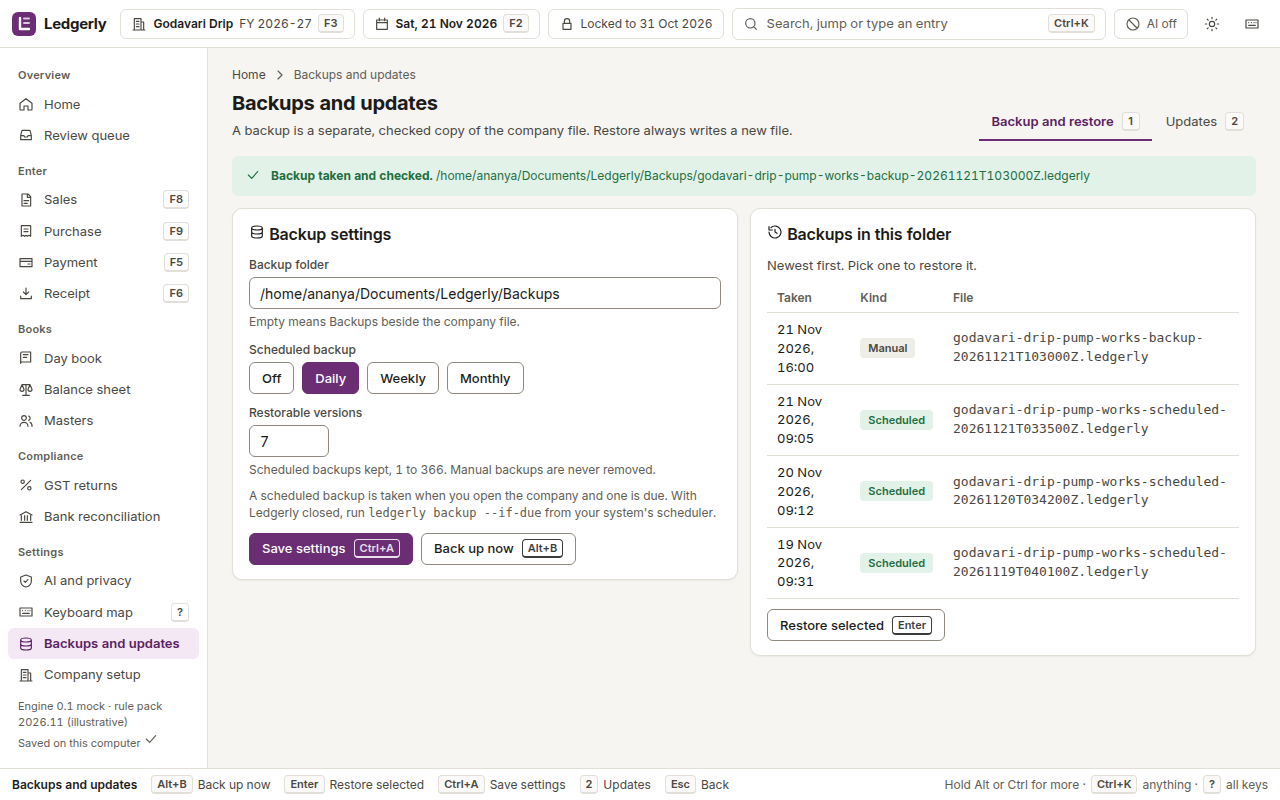 Ledgerly
Godavari Drip FY 2026-27 F3
Sat, 21 Nov 2026 F2
Locked to 31 Oct 2026
Search, jump or type an entry Ctrl+K
AI off
Overview
Home
Review queue
Enter
Sales F8
Purchase F9
Payment F5
Receipt F6
Books
Day book
Balance sheet
Masters
Compliance
GST returns
Bank reconciliation
Settings
AI and privacy
Keyboard map ?
Backups and updates
Company setup
Engine 0.1 mock · rule pack
2026.11 (illustrative)
Saved on this computer
Home > Backups and updates
Backups and updates
A backup is a separate, checked copy of the company file. Restore always writes a new file.
Backup and restore 1
Updates 2
Backup taken and checked. /home/ananya/Documents/Ledgerly/Backups/godavari-drip-pump-works-backup-20261121T103000Z.ledgerly
Backup settings
Backup folder
/home/ananya/Documents/Ledgerly/Backups
Empty means Backups beside the company file.
Scheduled backup
Off Daily Weekly Monthly
Restorable versions
7
Scheduled backups kept, 1 to 366. Manual backups are never removed.
A scheduled backup is taken when you open the company and one is due. With
Ledgerly closed, run ledgerly backup --if-due from your system's scheduler.
Save settings Ctrl+A Back up now Alt+B
Backups in this folder
Newest first. Pick one to restore it.
Taken Kind File
21 Nov
2026,
16:00
Manual
godavari-drip-pump-works-backup-
20261121T103000Z.ledgerly
21 Nov
2026,
09:05
Scheduled
godavari-drip-pump-works-scheduled-
20261121T033500Z.ledgerly
20 Nov
2026,
09:12
Scheduled
godavari-drip-pump-works-scheduled-
20261120T034200Z.ledgerly
19 Nov
2026,
09:31
Scheduled
godavari-drip-pump-works-scheduled-
20261119T040100Z.ledgerly
Restore selected Enter
Backups and updates Alt+B Back up now Enter Restore selected Ctrl+A Save settings 2 Updates Esc Back
Hold Alt or Ctrl for more · Ctrl+K anything · ? all keys